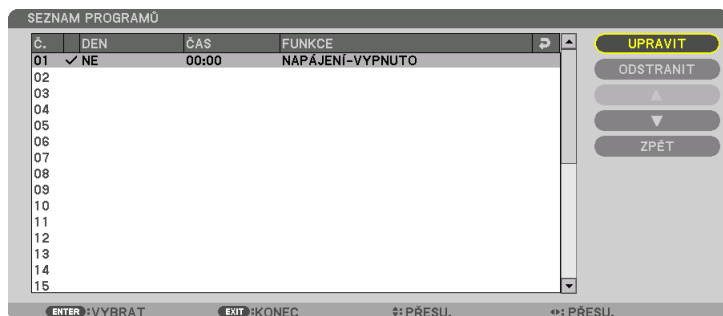 SEZNAM PROGRAMŮ
Č. DEN ČAS FUNKCE
01 ✓ NE 00:00 NAPÁJENÍ-VYPNUTO
02
03
04
05
06
07
08
09
10
11
12
13
14
15
UPRAVIT
ODSTRANIT
▲
▼
ZPĚT
ENTER :VYBRAT EXIT :KONEC :PŘESU. :PŘESU.